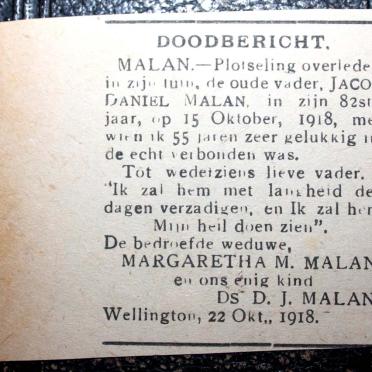 DOODBERICHT.
MALAN.—Plotseling overlede
in zijn tuin, de oude vader, JACO
DANIEL MALAN, in zijn 82st
jaar, op 15 Oktober, 1918, me
wien ik 55 jaren zeer gelukkig in
de echt verbonden was.
Tot wederziens lieve vader.
"Ik zal hem met langheid de
dagen verzadigen, en Ik zal hem
Mijn heil doen zien".
De bedroefde weduwe,
MARGARETHA M. MALAN
en ons enig kind
Ds D. J. MALAN
Wellington, 22 Okt., 1918.